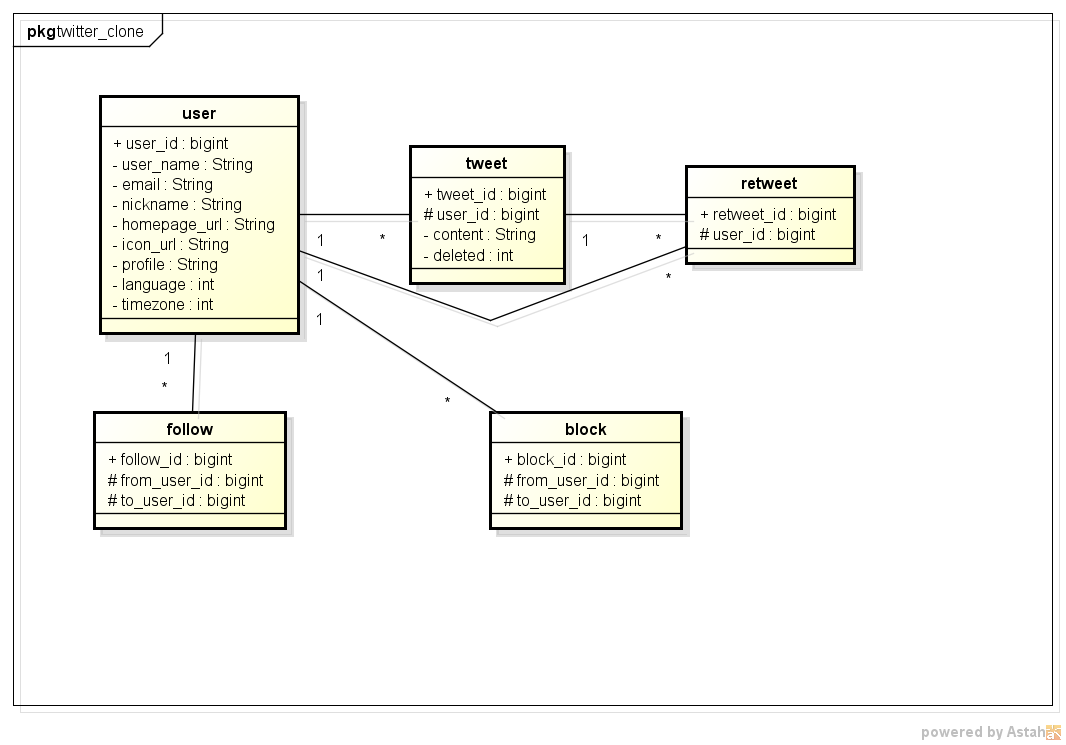 pkg twitter_clone
user
+ user_id : bigint
- user_name : String
- email : String
- nickname : String
- homepage_url : String
- icon_url : String
- profile : String
- language : int
- timezone : int
tweet
+ tweet_id : bigint
# user_id : bigint
- content : String
- deleted : int
retweet
+ retweet_id : bigint
# user_id : bigint
1
*
1
*
1
*
1
*
1
*
follow
+ follow_id : bigint
# from_user_id : bigint
# to_user_id : bigint
block
+ block_id : bigint
# from_user_id : bigint
# to_user_id : bigint
powered by Astah